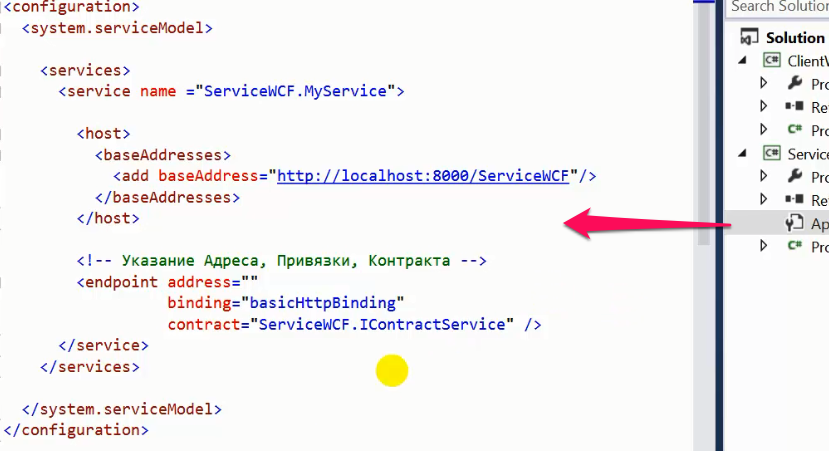 <configuration>
<system.serviceModel>
<services>
<service name ="ServiceWCF.MyService">
<host>
<baseAddresses>
<add baseAddress="http://localhost:8000/ServiceWCF"/>
</baseAddresses>
</host>
<!-- Указание Адреса, Привязки, Контракта -->
<endpoint address=""
binding="basicHttpBinding"
contract="ServiceWCF.IContractService" />
</service>
</services>
</system.serviceModel>
</configuration>
Search Solution
Solution
C# ClientW
Pro
Ref
C# Pro
C# Service
Pro
Ref
Ap
C# Pro